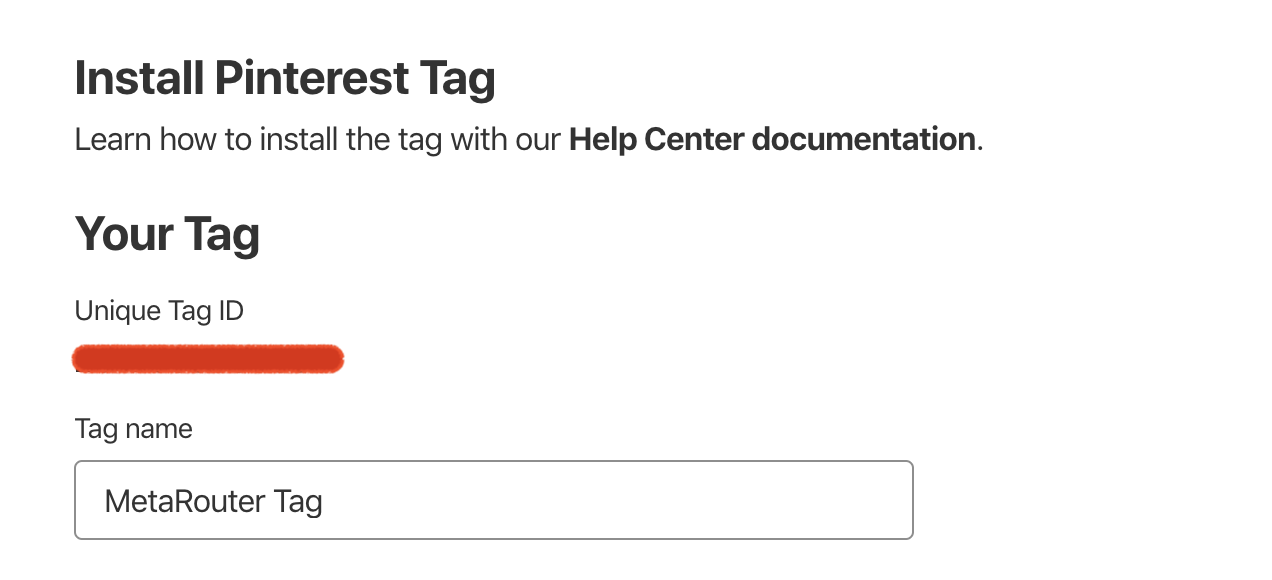 Install Pinterest Tag
Learn how to install the tag with our Help Center documentation.
Your Tag
Unique Tag ID
Tag name
MetaRouter Tag